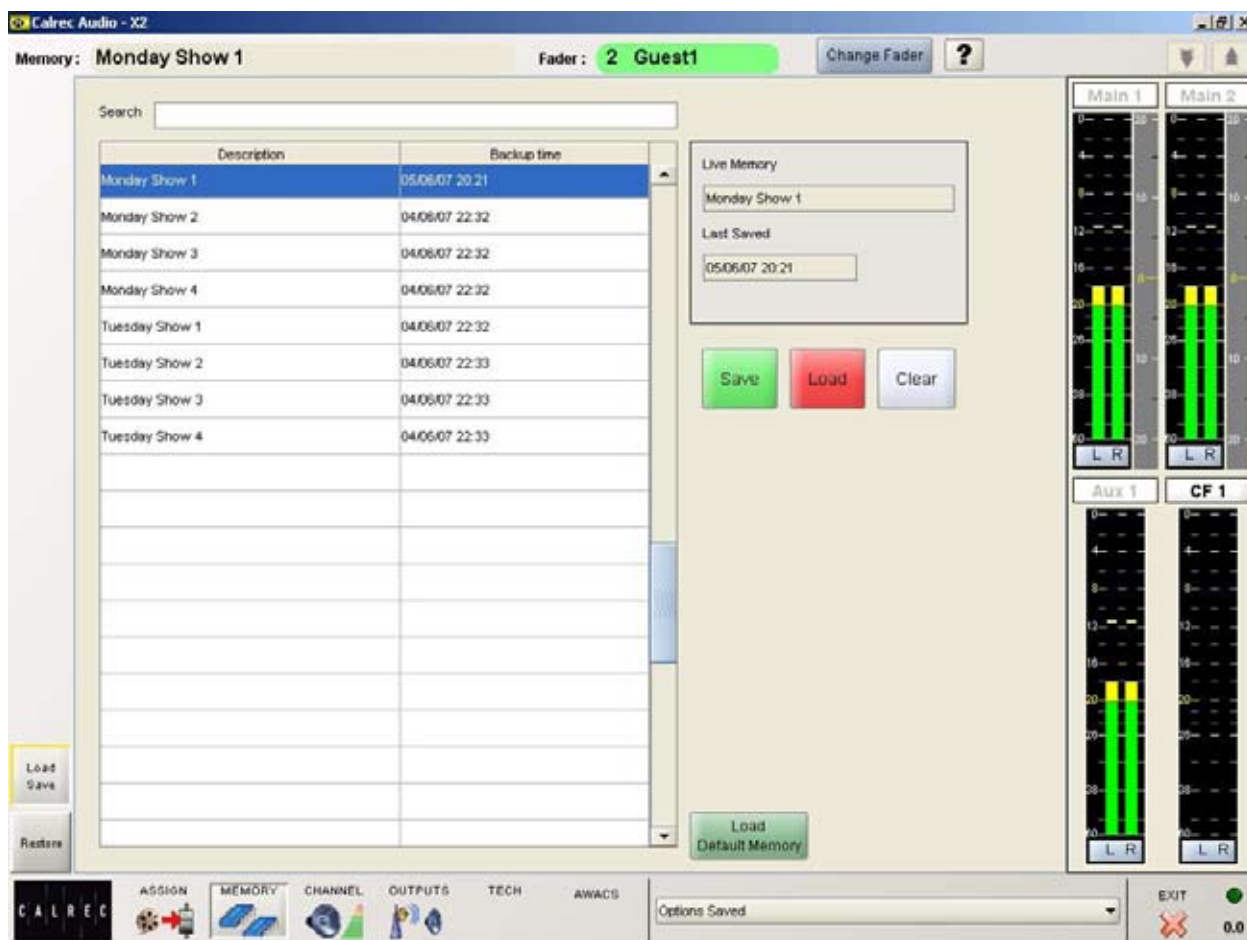 Calrec Audio - X2
Memory: Monday Show 1 Fader: 2 Guest1 Change Fader ?
Search
Description Backup time
Monday Show 1 05/06/07 20:21
Monday Show 2 04/06/07 22:32
Monday Show 3 04/06/07 22:32
Monday Show 4 04/06/07 22:32
Tuesday Show 1 04/06/07 22:32
Tuesday Show 2 04/06/07 22:33
Tuesday Show 3 04/06/07 22:33
Tuesday Show 4 04/06/07 22:33
Live Memory
Monday Show 1
Last Saved
05/06/07 20:21
Save Load Clear
Load
Default Memory
Main 1 Main 2
L R L R
Aux 1 CF 1
L R L R
Load
Save
Restore
CALREC
ASSIGN MEMORY CHANNEL OUTPUTS TECH AWACS
Options Saved
EXIT
0.0